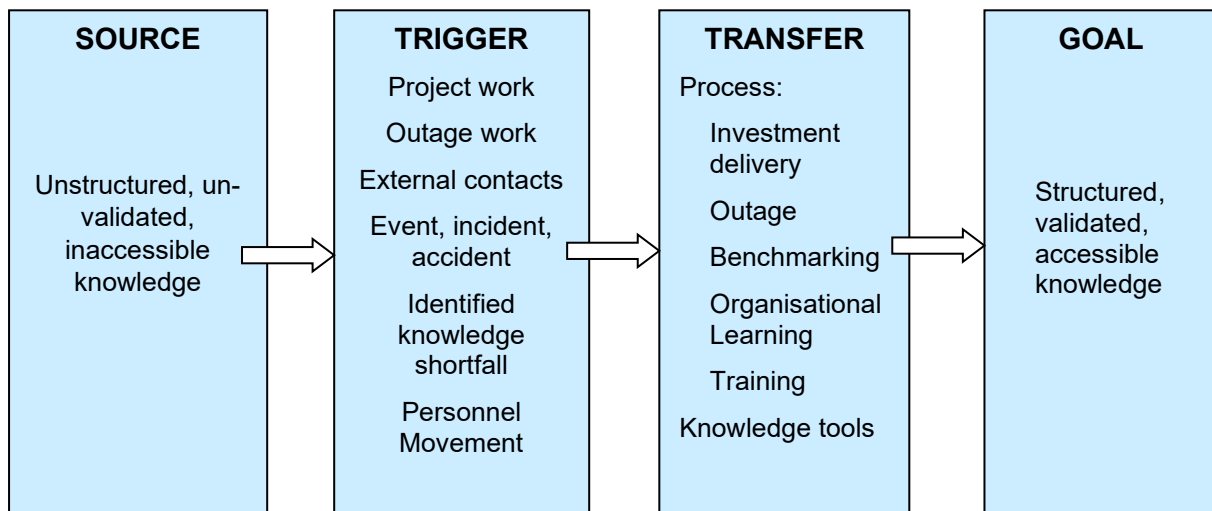 SOURCE
Unstructured, un-
validated,
inaccessible
knowledge
TRIGGER
Project work
Outage work
External contacts
Event, incident,
accident
Identified
knowledge
shortfall
Personnel
Movement
TRANSFER
Process:
Investment
delivery
Outage
Benchmarking
Organisational
Learning
Training
Knowledge tools
GOAL
Structured,
validated,
accessible
knowledge